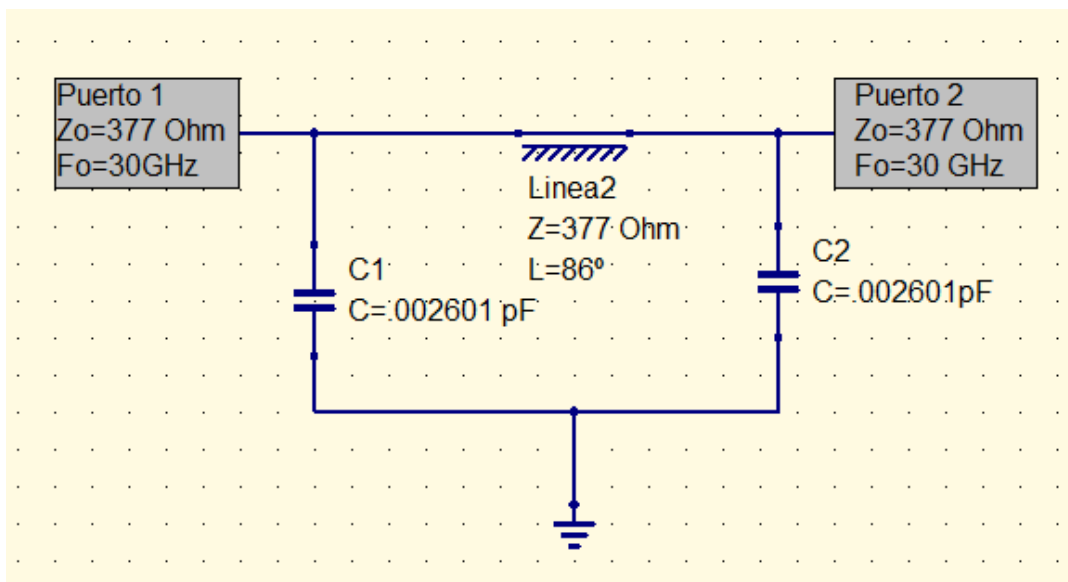 Puerto 1
Zo=377 Ohm
Fo=30GHz
Puerto 2
Zo=377 Ohm
Fo=30 GHz
Linea2
Z=377 Ohm
L=86º
C1
C=.002601 pF
C2
C=.002601pF